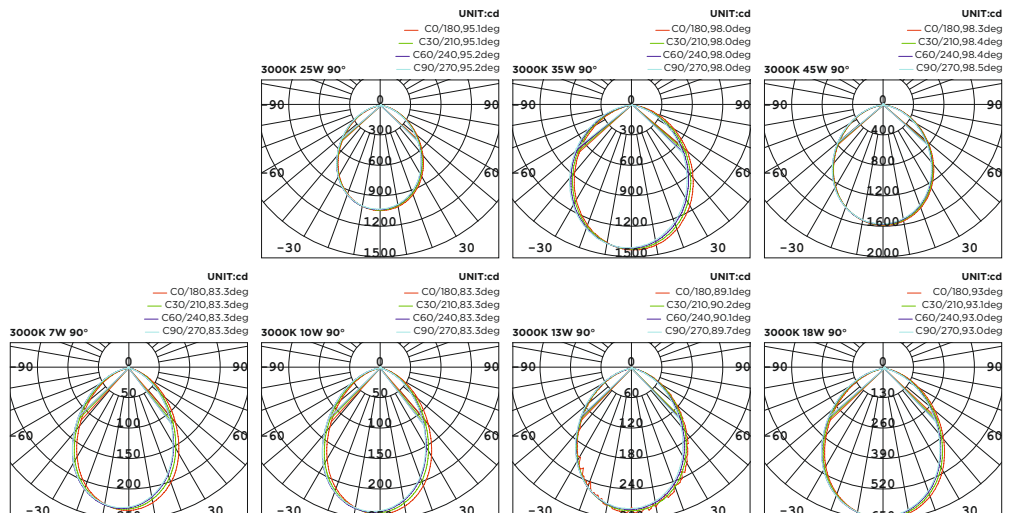 UNIT:cd
C0/180,95.1deg
C30/210,95.1deg
C60/240,95.2deg
C90/270,95.2deg
3000K 25W 90°
0
-90 90
300
600
-60 60
900
1200
-30 30
1500
UNIT:cd
C0/180,98.0deg
C30/210,98.0deg
C60/240,98.0deg
C90/270,98.0deg
3000K 35W 90°
0
-90 90
300
600
-60 60
900
1200
-30 30
1500
UNIT:cd
C0/180,98.3deg
C30/210,98.4deg
C60/240,98.4deg
C90/270,98.5deg
3000K 45W 90°
0
-90 90
400
800
-60 60
1200
1600
-30 30
2000
UNIT:cd
C0/180,83.3deg
C30/210,83.3deg
C60/240,83.3deg
C90/270,83.3deg
3000K 7W 90°
0
-90 90
50
100
-60 60
150
200
-30 30
UNIT:cd
C0/180,83.3deg
C30/210,83.3deg
C60/240,83.3deg
C90/270,83.3deg
3000K 10W 90°
0
-90 90
50
100
-60 60
150
200
-30 30
UNIT:cd
C0/180,89.1deg
C30/210,90.2deg
C60/240,90.1deg
C90/270,89.7deg
3000K 13W 90°
0
-90 90
60
120
-60 60
180
240
-30 30
UNIT:cd
C0/180,93deg
C30/210,93.1deg
C60/240,93.0deg
C90/270,93.0deg
3000K 18W 90°
0
-90 90
130
260
-60 60
390
520
-30 30